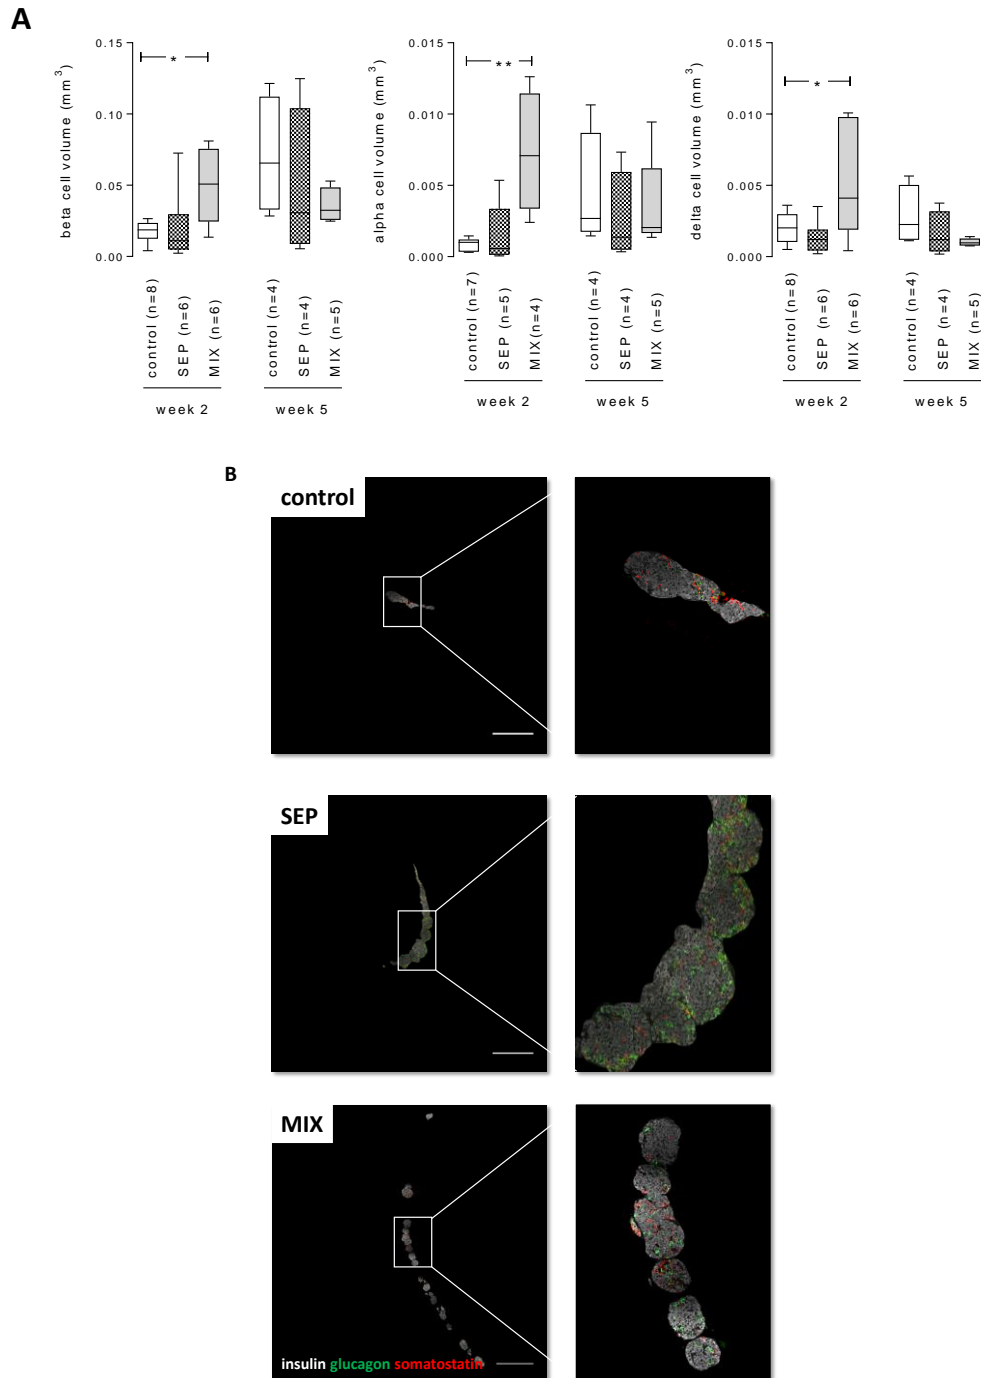 A
beta cell volume (mm3)
0.15
0.10
0.05
0.00
*
control (n=8)
SEP (n=6)
MIX (n=6)
control (n=4)
SEP (n=4)
MIX (n=5)
week 2
week 5
alpha cell volume (mm3)
0.015
0.010
0.005
0.000
**
control (n=7)
SEP (n=5)
MIX(n=4)
control (n=4)
SEP (n=4)
MIX (n=5)
week 2
week 5
delta cell volume (mm3)
0.015
0.010
0.005
0.000
*
control (n=8)
SEP (n=6)
MIX (n=6)
control (n=4)
SEP (n=4)
MIX (n=5)
week 2
week 5
B
control
SEP
MIX
insulin glucagon somatostatin